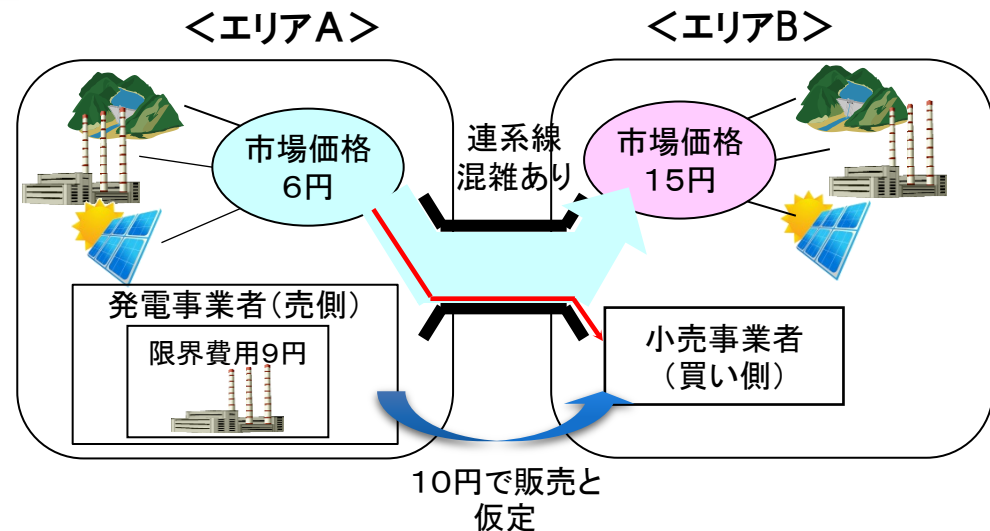 ＜エリアA＞
＜エリアB＞
市場価格
6円
連系線
混雑あり
市場価格
15円
発電事業者（売側）
限界費用9円
小売事業者
（買い側）
10円で販売と
仮定